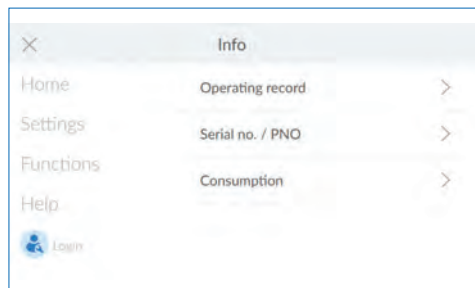 Info
Home
Operating record
Settings
Serial no. / PNO
Functions
Consumption
Help
Login